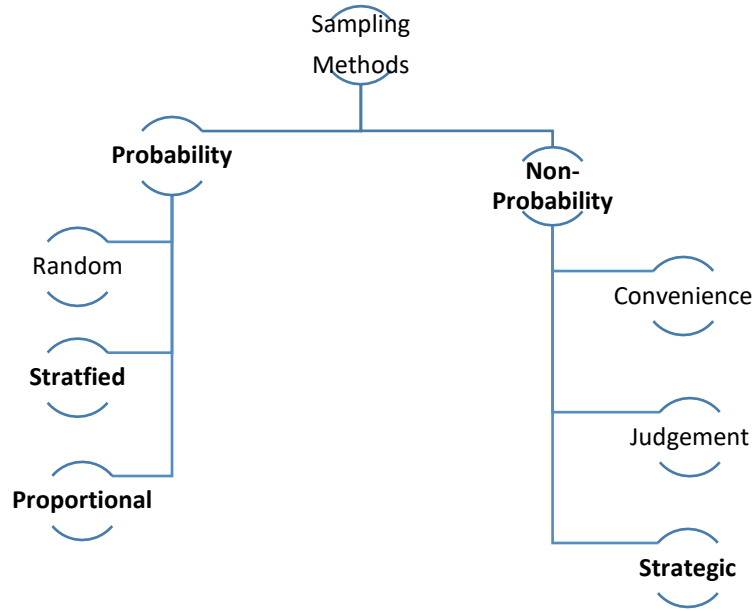 Sampling
Methods
Probability
Non-
Probability
Random
Stratfied
Proportional
Convenience
Judgement
Strategic